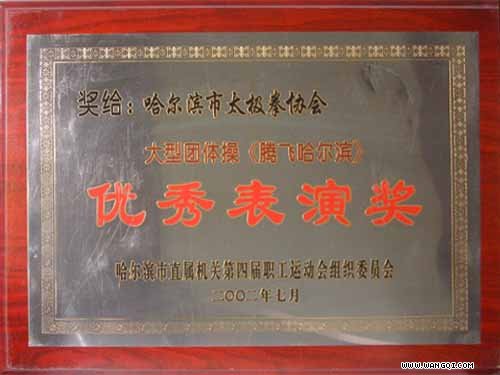 奖给：哈尔滨市太极拳协会
大型团体操《腾飞哈尔滨》
优秀表演奖
哈尔滨市直属机关第四届职工运动会组织委员会
二〇〇二年七月
WWW.WANGQI.COM